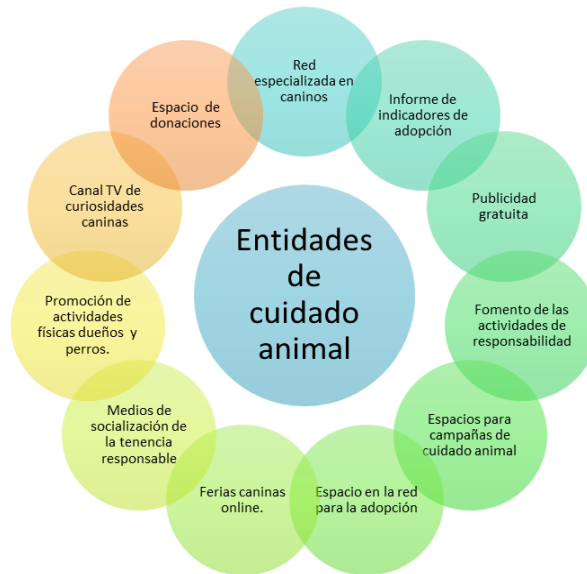 Red
especializada en
caninos
Informe de
indicadores de
adopción
Publicidad
gratuita
Fomento de las
actividades de
responsabilidad
Espacios para
campañas de
cuidado animal
Espacio en la red
para la adopción
Ferias caninas
online.
Medios de
socialización de
la tenencia
responsable
Promoción de
actividades
físicas dueños y
perros.
Canal TV de
curiosidades
caninas
Espacio de
donaciones
Entidades
de
cuidado
animal